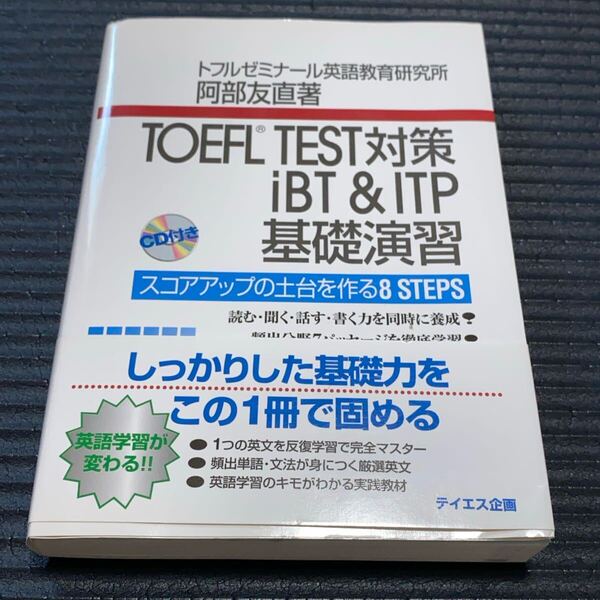 トフルゼミナール英語教育研究所
阿部友直著
TOEFL® TEST対策
iBT & ITP
基礎演習
CD付き
スコアアップの土台を作る8 STEPS
読む・聞く・話す・書く力を同時に養成!
しっかりした基礎力を
この1冊で固める
英語学習が
変わる!!
●1つの英文を反復学習で完全マスター
●頻出単語・文法が身につく厳選英文
●英語学習のキモがわかる実践教材
テイエス企画